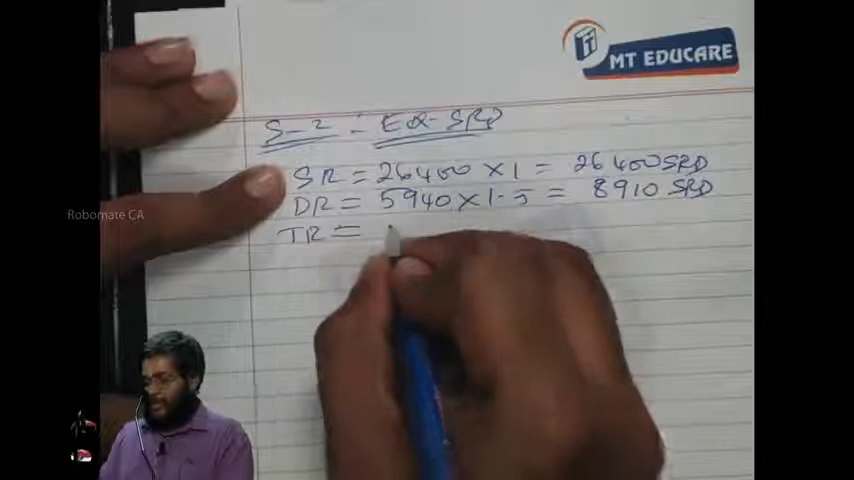 MT EDUCARE
S-2 : EQ. SRD
SR = 26400 × 1 = 26400 SRD
DR = 5940 × 1.5 = 8910 SRD
TR =
Robomate CA